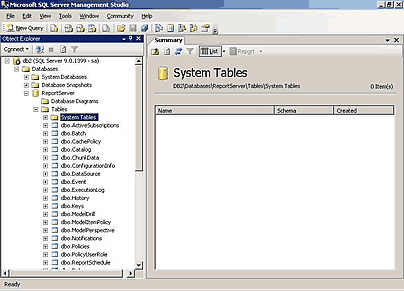 Microsoft SQL Server Management Studio
File Edit View Tools Window Community Help
New Query
Object Explorer
Connect
db2 (SQL Server 9.0.1399 - sa)
Databases
System Databases
Database Snapshots
ReportServer
Database Diagrams
Tables
System Tables
dbo.ActiveSubscriptions
dbo.Batch
dbo.CachePolicy
dbo.Catalog
dbo.ChunkData
dbo.ConfigurationInfo
dbo.DataSource
dbo.Event
dbo.ExecutionLog
dbo.History
dbo.Keys
dbo.ModelDrill
dbo.ModelItemPolicy
dbo.ModelPerspective
dbo.Notifications
dbo.Policies
dbo.PolicyUserRole
dbo.ReportSchedule
Summary
List Report
System Tables
DB2\Databases\ReportServer\Tables\System Tables 0 Item(s)
Name Schema Created
Ready